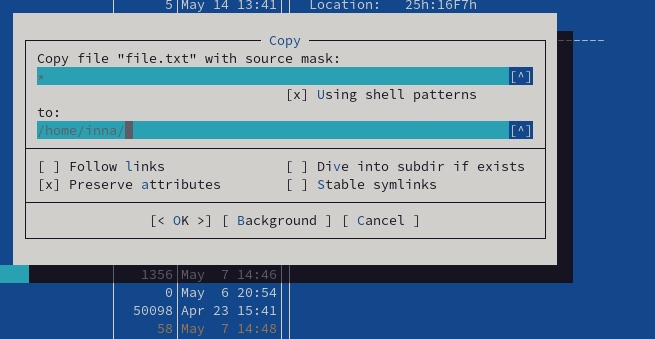 5 May 14 13:41 Location: 25h:16F7h
Copy
Copy file "file.txt" with source mask:
* [^]
[x] Using shell patterns
to:
/home/inna/ [^]
[ ] Follow links [ ] Dive into subdir if exists
[x] Preserve attributes [ ] Stable symlinks
[< OK >] [ Background ] [ Cancel ]
1356 May 7 14:46
0 May 6 20:54
50098 Apr 23 15:41
58 May 7 14:48